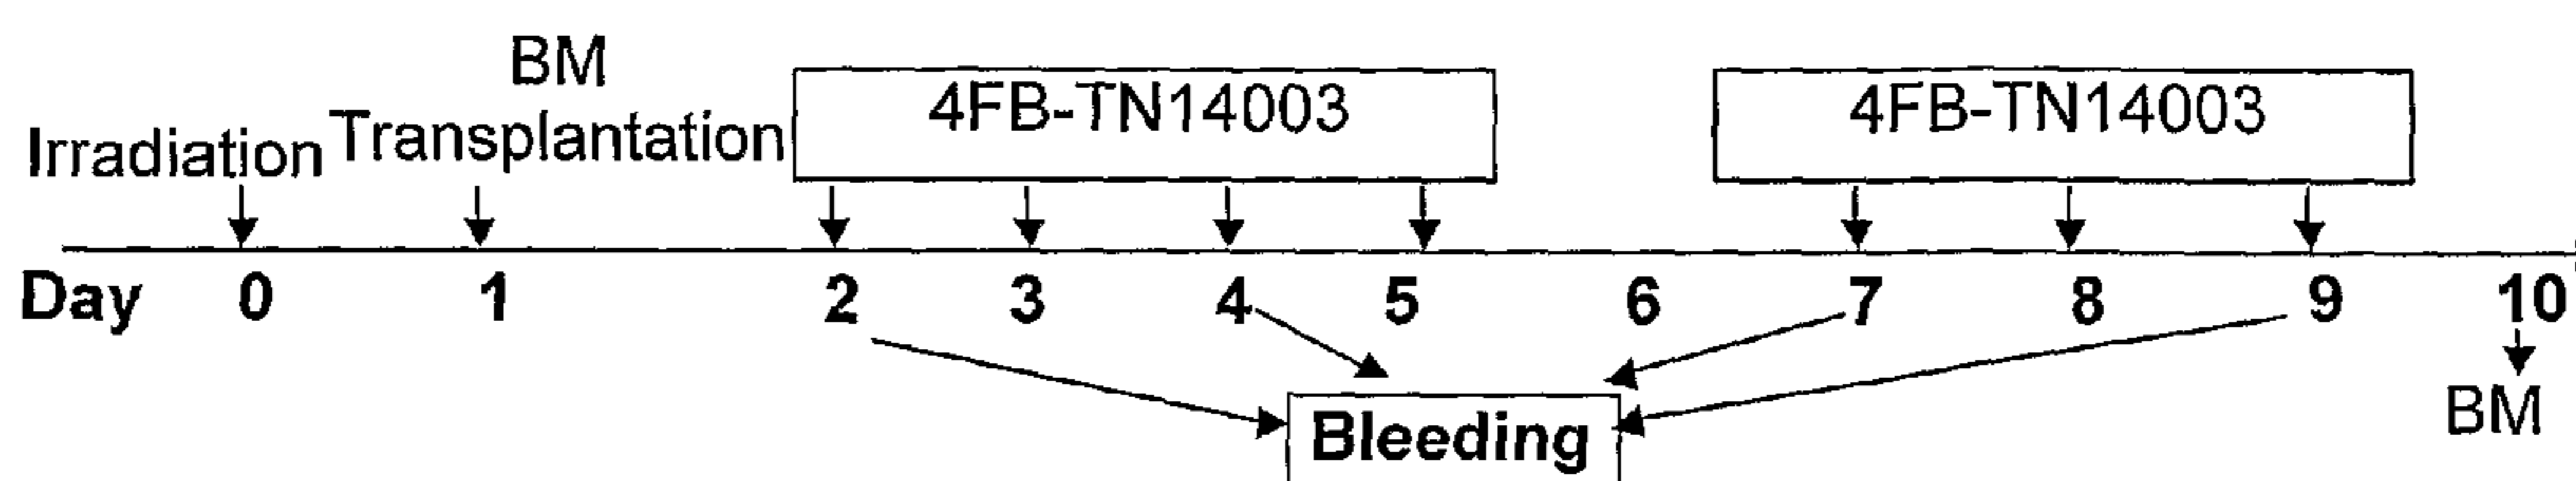 BM
Irradiation Transplantation 4FB-TN14003 4FB-TN14003
Day 0 1 2 3 4 5 6 7 8 9 10
Bleeding BM